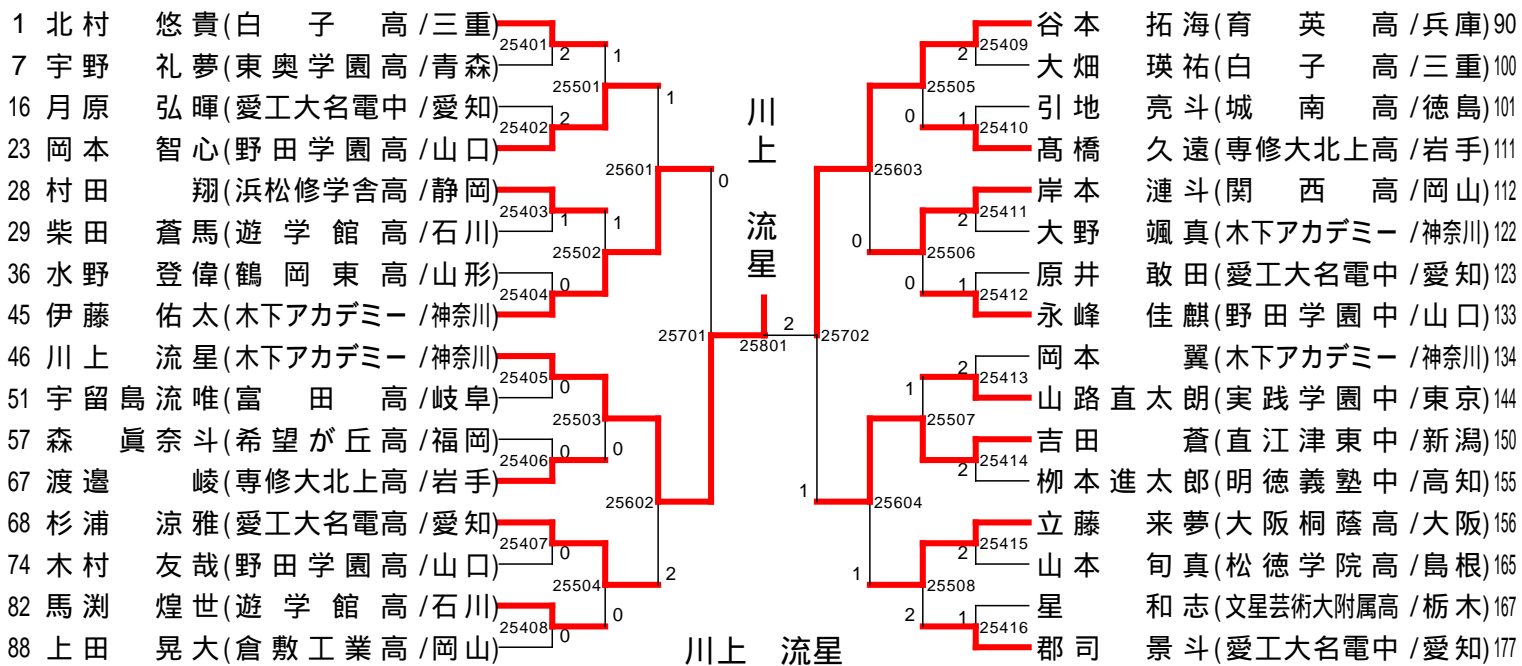 1 北村 悠貴(白子高/三重)
7 宇野 礼夢(東奥学園高/青森)
16 月原 弘暉(愛工大名電中/愛知)
23 岡本 智心(野田学園高/山口)
28 村田 翔(浜松修学舎高/静岡)
29 柴田 蒼馬(遊学館高/石川)
36 水野 登偉(鶴岡東高/山形)
45 伊藤 佑太(木下アカデミー/神奈川)
46 川上 流星(木下アカデミー/神奈川)
51 宇留島流唯(富田高/岐阜)
57 森 眞奈斗(希望が丘高/福岡)
67 渡邉 崚(専修大北上高/岩手)
68 杉浦 涼雅(愛工大名電高/愛知)
74 木村 友哉(野田学園高/山口)
82 馬渕 煌世(遊学館高/石川)
88 上田 晃大(倉敷工業高/岡山)
25401 2
25402 2
25403 1
25404 0
25405 0
25406 0
25407 0
25408 0
25501 1
25502 1
25503 0
25504 0
25601 1
25602 2
25701 0
川上 流星
25801 2
川上 流星
25702 1
25603 0
25604 1
25505 0
25506 0
25507 1
25508 2
25409 2
25410 1
25411 2
25412 1
25413 2
25414 2
25415 2
25416 1
谷本 拓海(育英高/兵庫)90
大畑 瑛祐(白子高/三重)100
引地 亮斗(城南高/徳島)101
髙橋 久遠(専修大北上高/岩手)111
岸本 漣斗(関西高/岡山)112
大野 颯真(木下アカデミー/神奈川)122
原井 敢田(愛工大名電中/愛知)123
永峰 佳麒(野田学園中/山口)133
岡本 翼(木下アカデミー/神奈川)134
山路直太朗(実践学園中/東京)144
吉田 蒼(直江津東中/新潟)150
栁本進太郎(明徳義塾中/高知)155
立藤 来夢(大阪桐蔭高/大阪)156
山本 旬真(松徳学院高/島根)165
星 和志(文星芸術大附属高/栃木)167
郡司 景斗(愛工大名電中/愛知)177